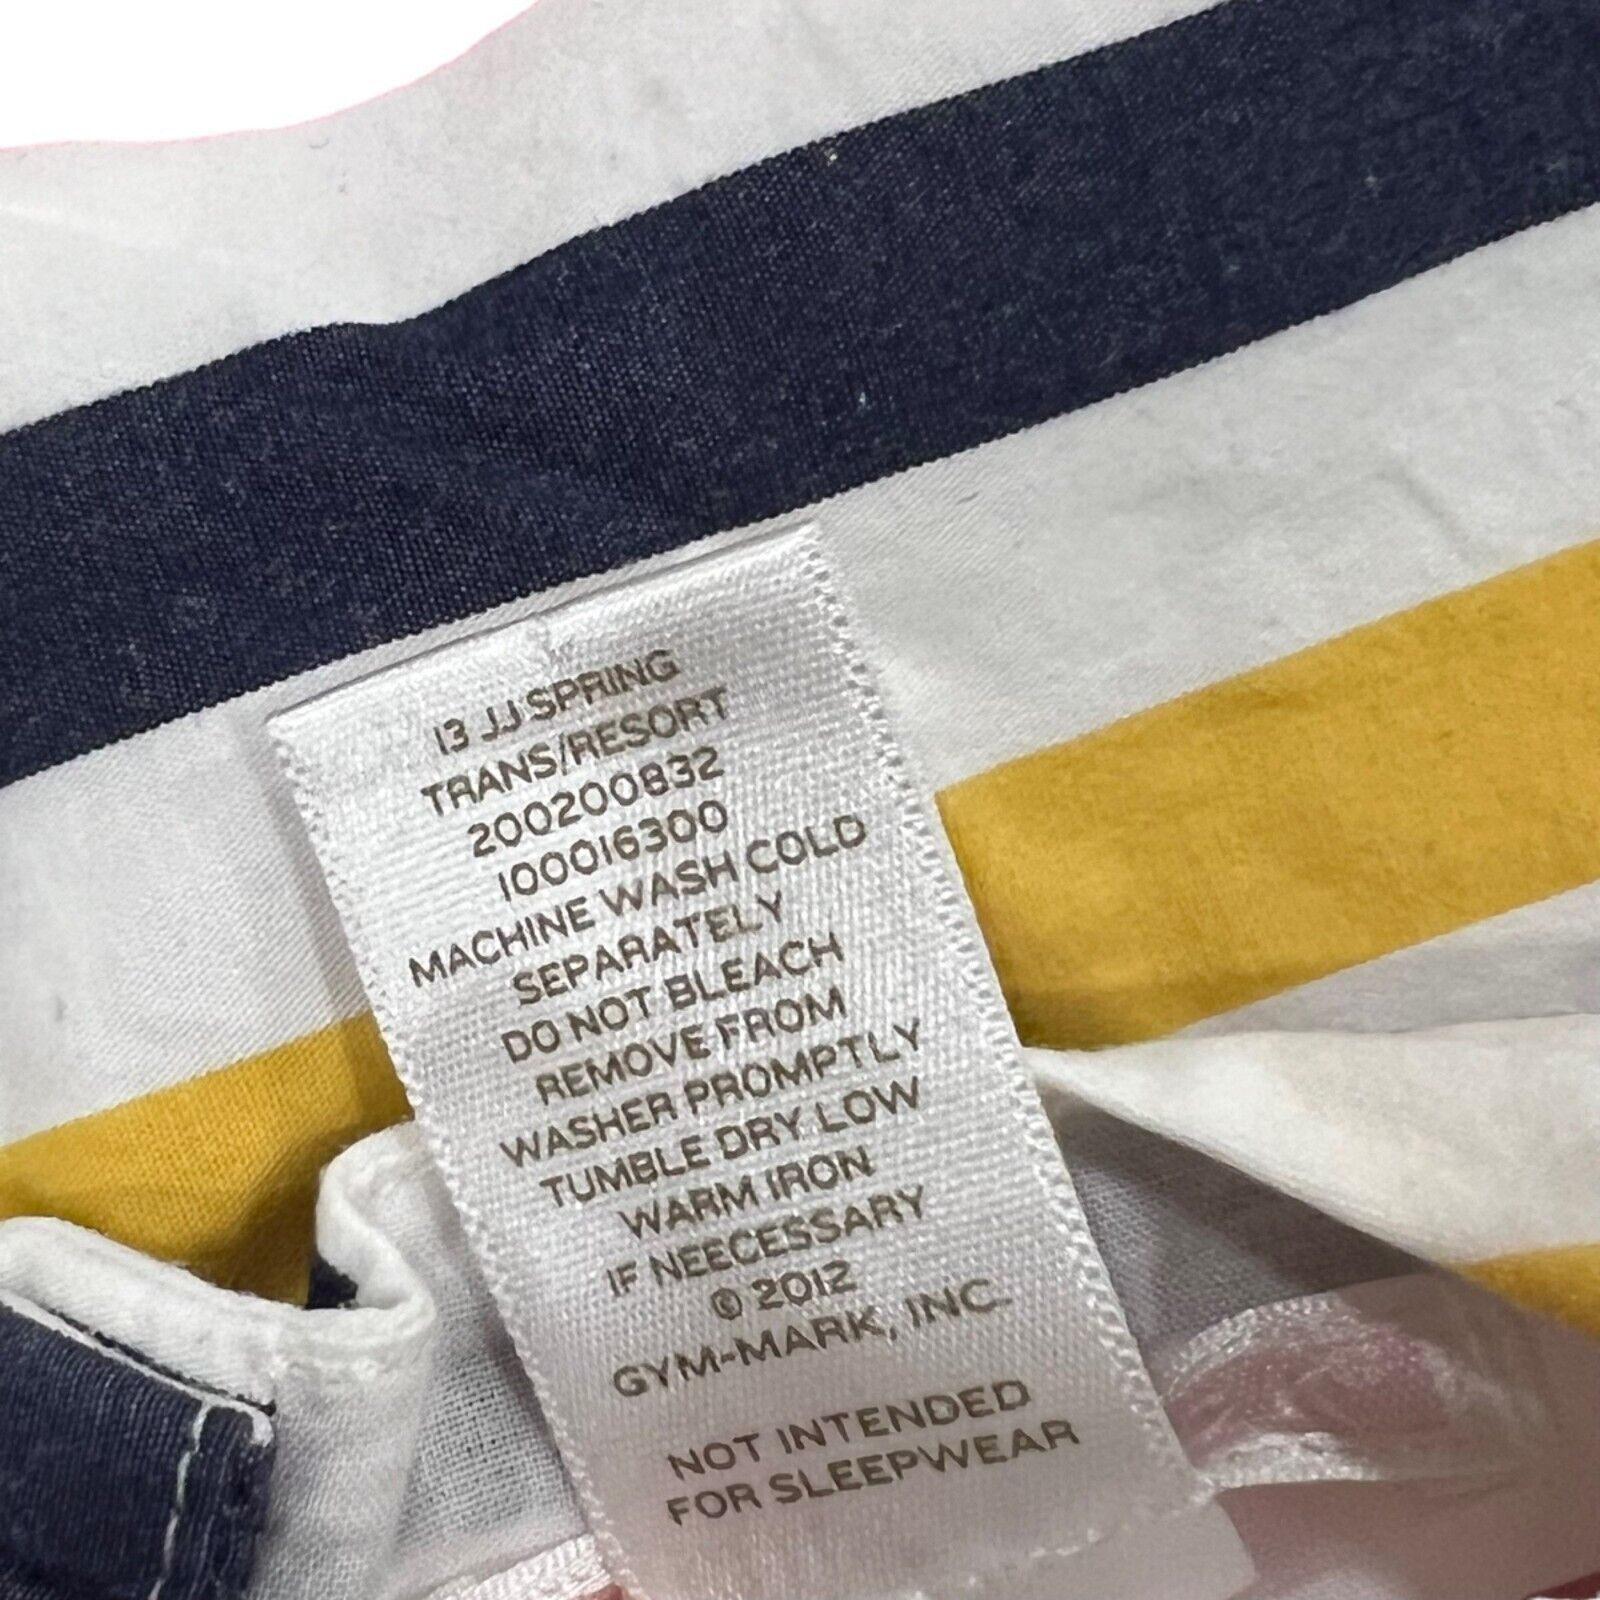 13 JJ SPRING
TRANS/RESORT
200200832
100016300
MACHINE WASH COLD
SEPARATELY
DO NOT BLEACH
REMOVE FROM
WASHER PROMPTLY
TUMBLE DRY LOW
WARM IRON
IF NEECESSARY
© 2012
GYM-MARK, INC.
NOT INTENDED
FOR SLEEPWEAR